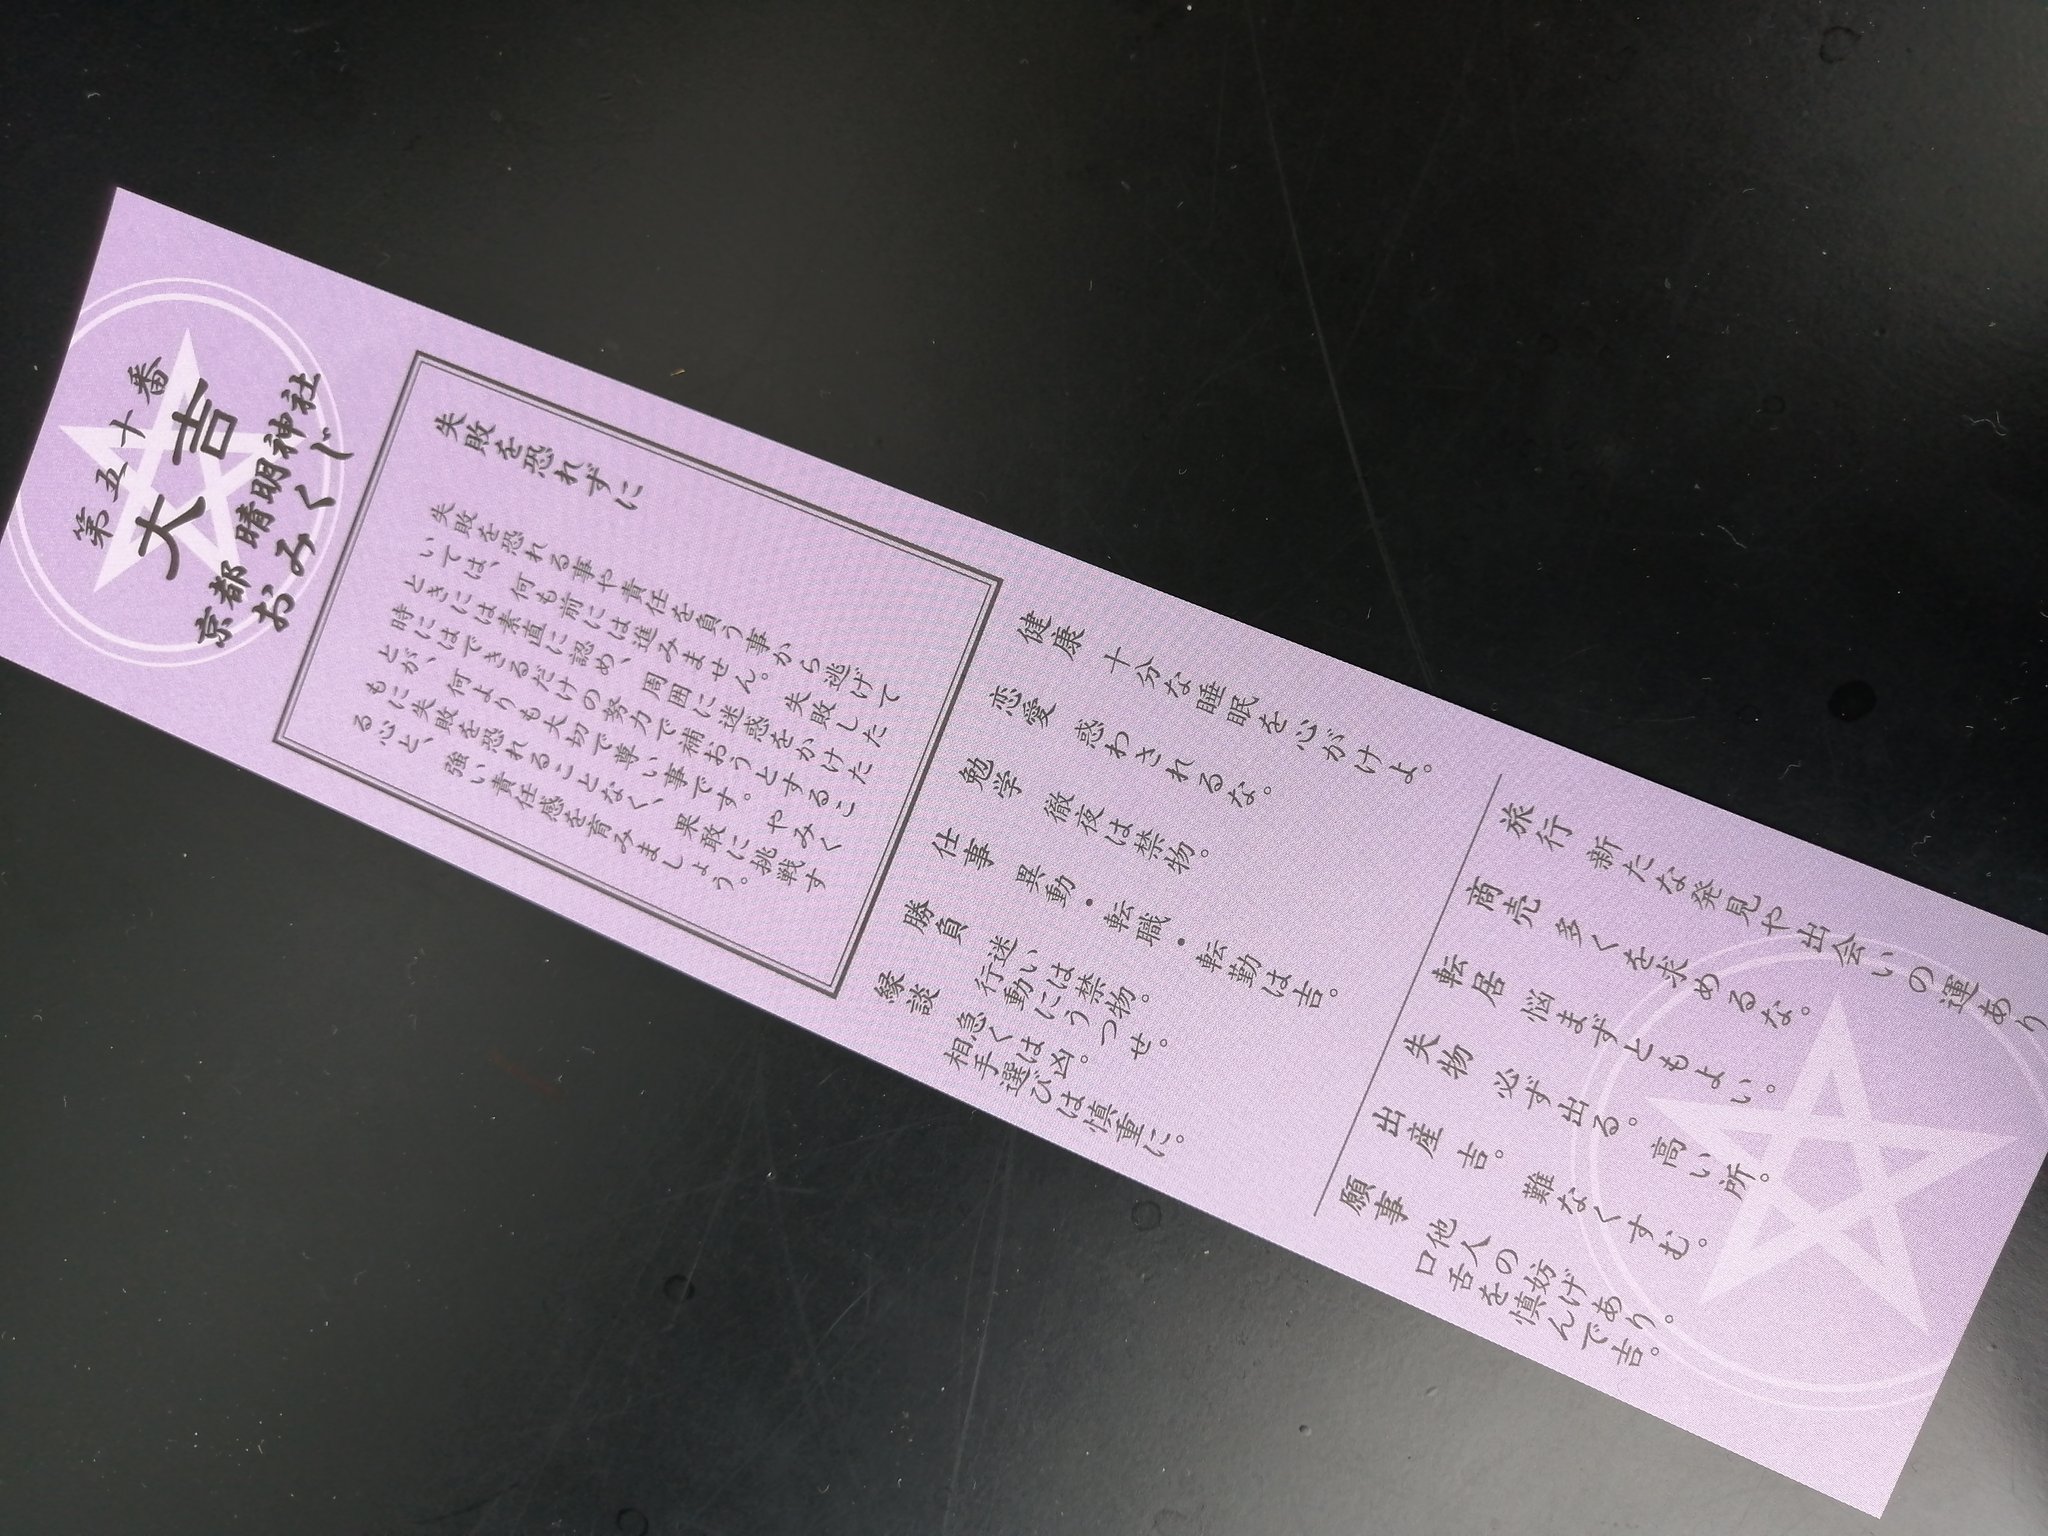 第五十番
大吉
京都 晴明神社
おみくじ
失敗を恐れずに
失敗を恐れる事や責任を負う事から逃げて
いては、何も前には進みません。失敗した
ときには素直に認め、周囲に迷惑をかけた
時にはできるだけの努力で補おうとするこ
とが、何よりも大切で尊い事です。やみく
もに失敗を恐れることなく、果敢に挑戦す
る心と、強い責任感を育みましょう。
健康 十分な睡眠を心がけよ。
恋愛 惑わされるな。
勉学 徹夜は禁物。
仕事 異動・転職・転勤は吉。
勝負 迷いは禁物。
行動にうつせ。
縁談 急くは凶。
相手選びは慎重に。
旅行 新たな発見や出会いの運あり
商売 多くを求めるな。
転居 悩まずともよい。
失物 必ず出る。高い所。
出産 吉。難なくすむ。
願事 他人の妨げあり。
口舌を慎んで吉。